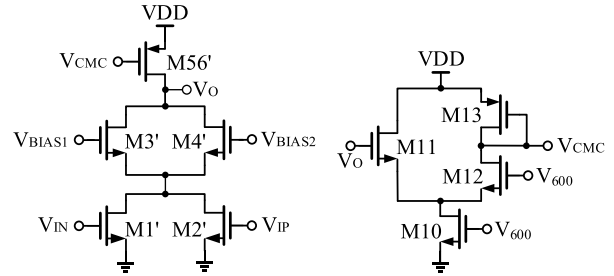 VDD
VCMC
M56'
VO
VBIAS1
M3'
M4'
VBIAS2
VIN
M1'
M2'
VIP
VDD
M13
VO
M11
VCMC
M12
V600
M10
V600